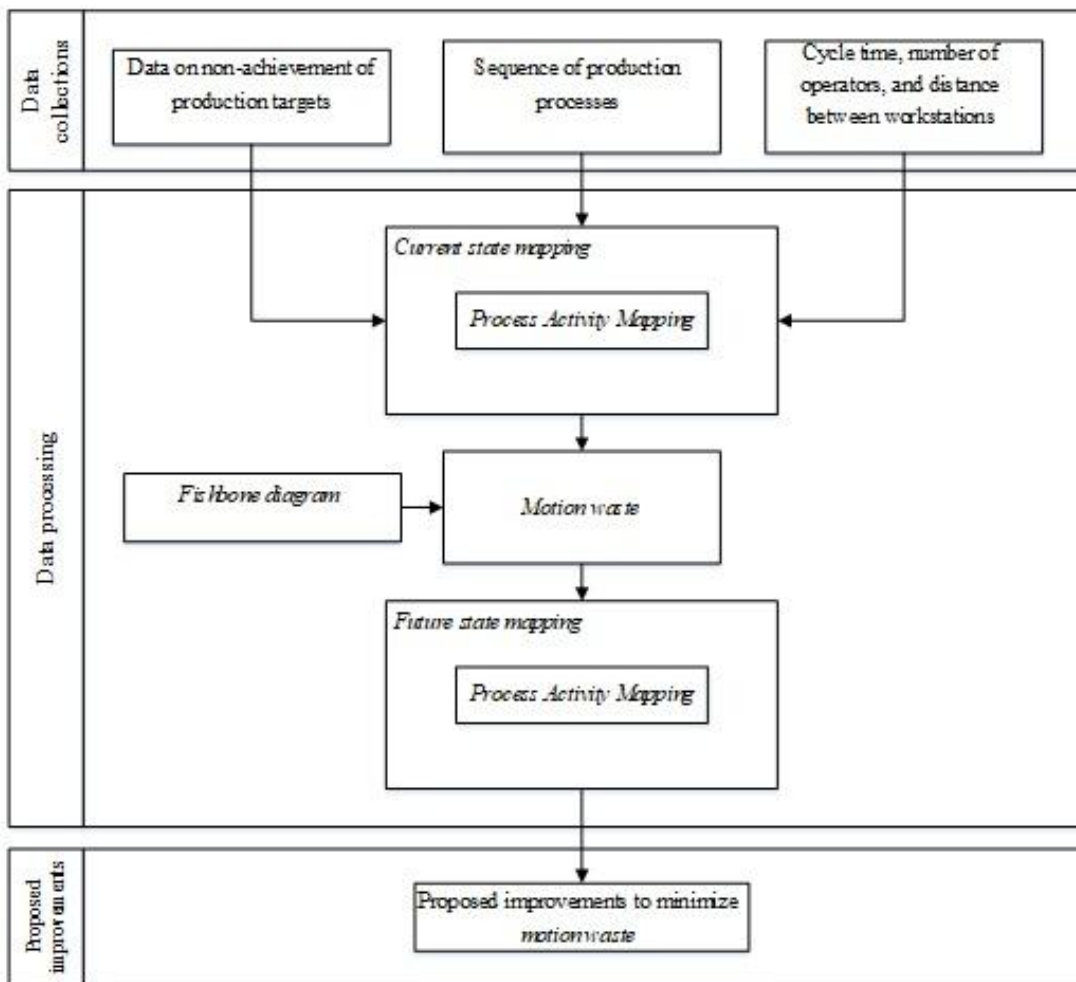 Data
collections
Data on non-achievement of
production targets
Sequence of production
processes
Cycle time, number of
operators, and distance
between workstations
Data processing
Current state mapping
Process Activity Mapping
Fishbone diagram
Motion waste
Future state mapping
Process Activity Mapping
Proposed
improvements
Proposed improvements to minimize
motion waste